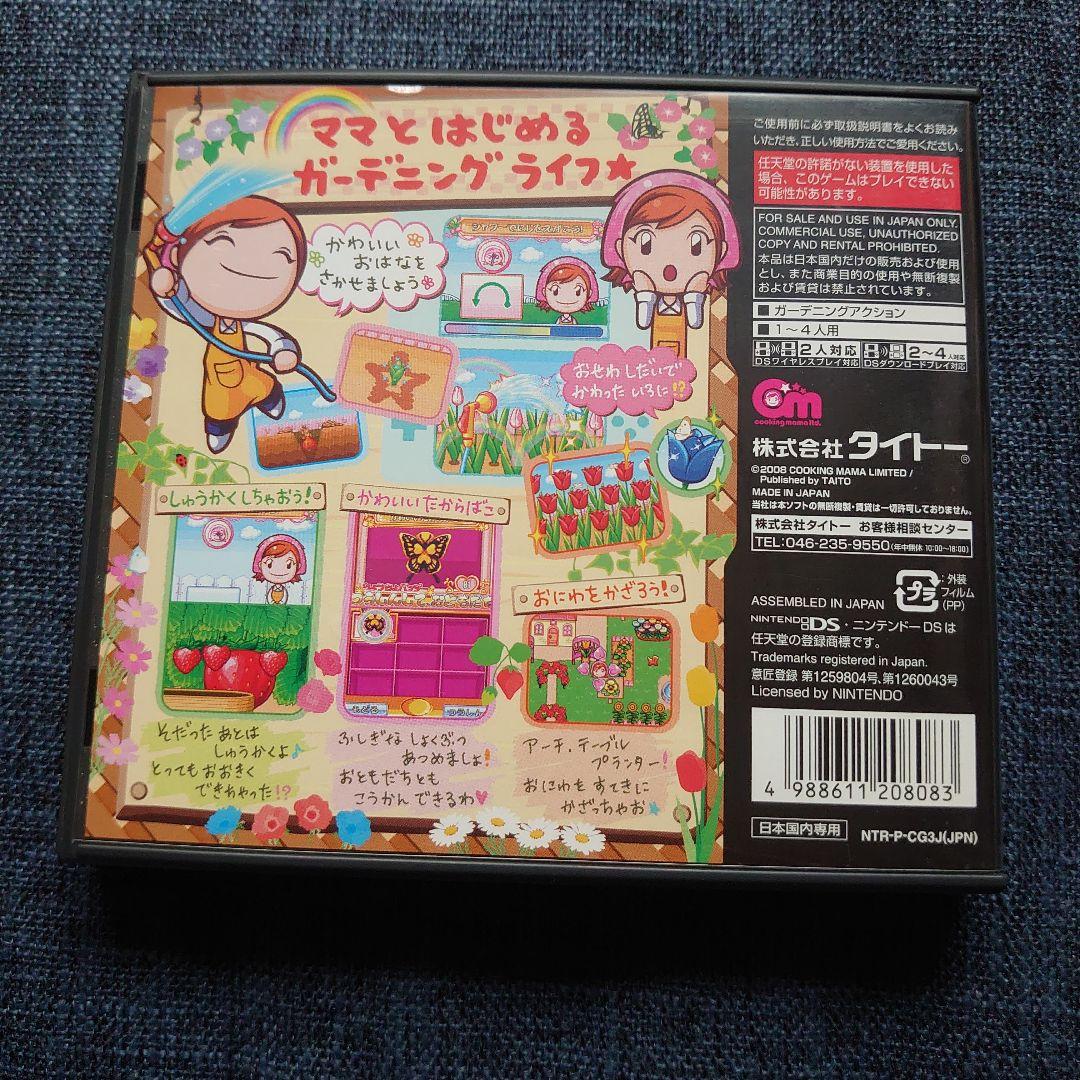 ママとはじめる
ガーデニングライフ★
かわいい
おはなを
さかせましょう
おせわしだいで
かわった いろに!?
しゅうかくしちゃおう!
かわいいたからばこ
おにわをかざろう!
もどる
そだった あとは
しゅうかくよ♪
とっても おおきく
できちゃった!?
ふしぎな しょくぶつ
あつめましょ!
おともだちとも
こうかん できるわ♥
アーチ、テーブル
プランター!
おにわを すてきに
かざっちゃお★
ご使用前に必ず取扱説明書をよくお読み
いただき、正しい使用方法でご愛用ください。
任天堂の許諾がない装置を使用した
場合、このゲームはプレイできない
可能性があります。
FOR SALE AND USE IN JAPAN ONLY.
COMMERCIAL USE, UNAUTHORIZED
COPY AND RENTAL PROHIBITED.
本品は日本国内だけの販売および使用
とし、また商業目的の使用や無断複製
および賃貸は禁止されています。
■ ガーデニングアクション
■ 1〜4人用
2人対応
DSワイヤレスプレイ対応
2〜4人対応
DSダウンロードプレイ対応
cooking mama ltd.
株式会社 タイトー®
©2008 COOKING MAMA LIMITED /
Published by TAITO
MADE IN JAPAN
当社は本ソフトの無断複製・賃貸は一切許可しておりません。
株式会社タイトー お客様相談センター
TEL:046-235-9550(年中無休 10:00〜18:00)
プラ
:外装
フィルム
(PP)
ASSEMBLED IN JAPAN
NINTENDO DS・ニンテンドーDSは
任天堂の登録商標です。
Trademarks registered in Japan.
意匠登録 第1259804号、第1260043号
Licensed by NINTENDO
4 988611 208083
日本国内専用
NTR-P-CG3J(JPN)